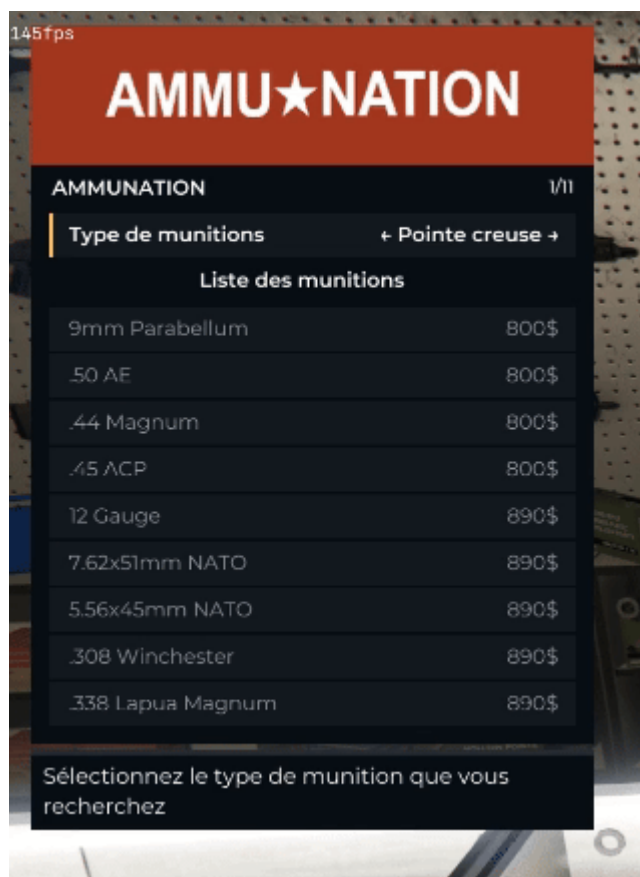 145fps
AMMU★NATION
AMMUNATION 1/11
Type de munitions ← Pointe creuse →
Liste des munitions
9mm Parabellum 800$
.50 AE 800$
.44 Magnum 800$
.45 ACP 800$
12 Gauge 890$
7.62x51mm NATO 890$
5.56x45mm NATO 890$
.308 Winchester 890$
.338 Lapua Magnum 890$
Sélectionnez le type de munition que vous
recherchez